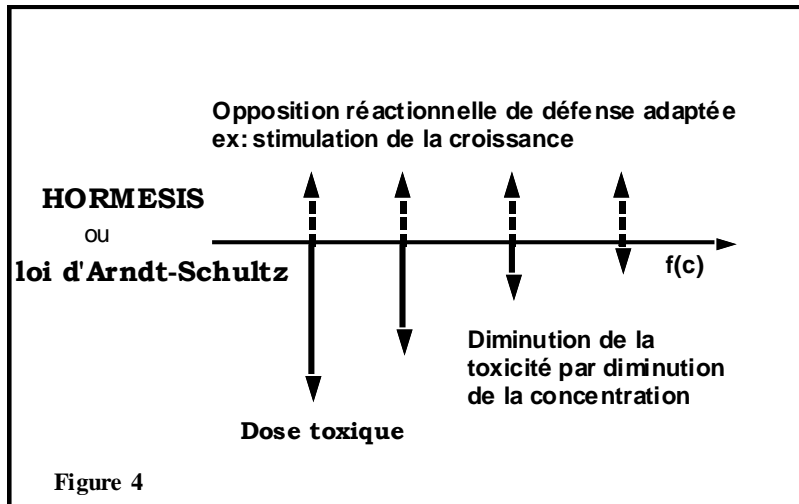 Opposition réactionnelle de défense adaptée
ex: stimulation de la croissance
HORMESIS
ou
loi d'Arndt-Schultz
f(c)
Diminution de la
toxicité par diminution
de la concentration
Dose toxique
Figure 4